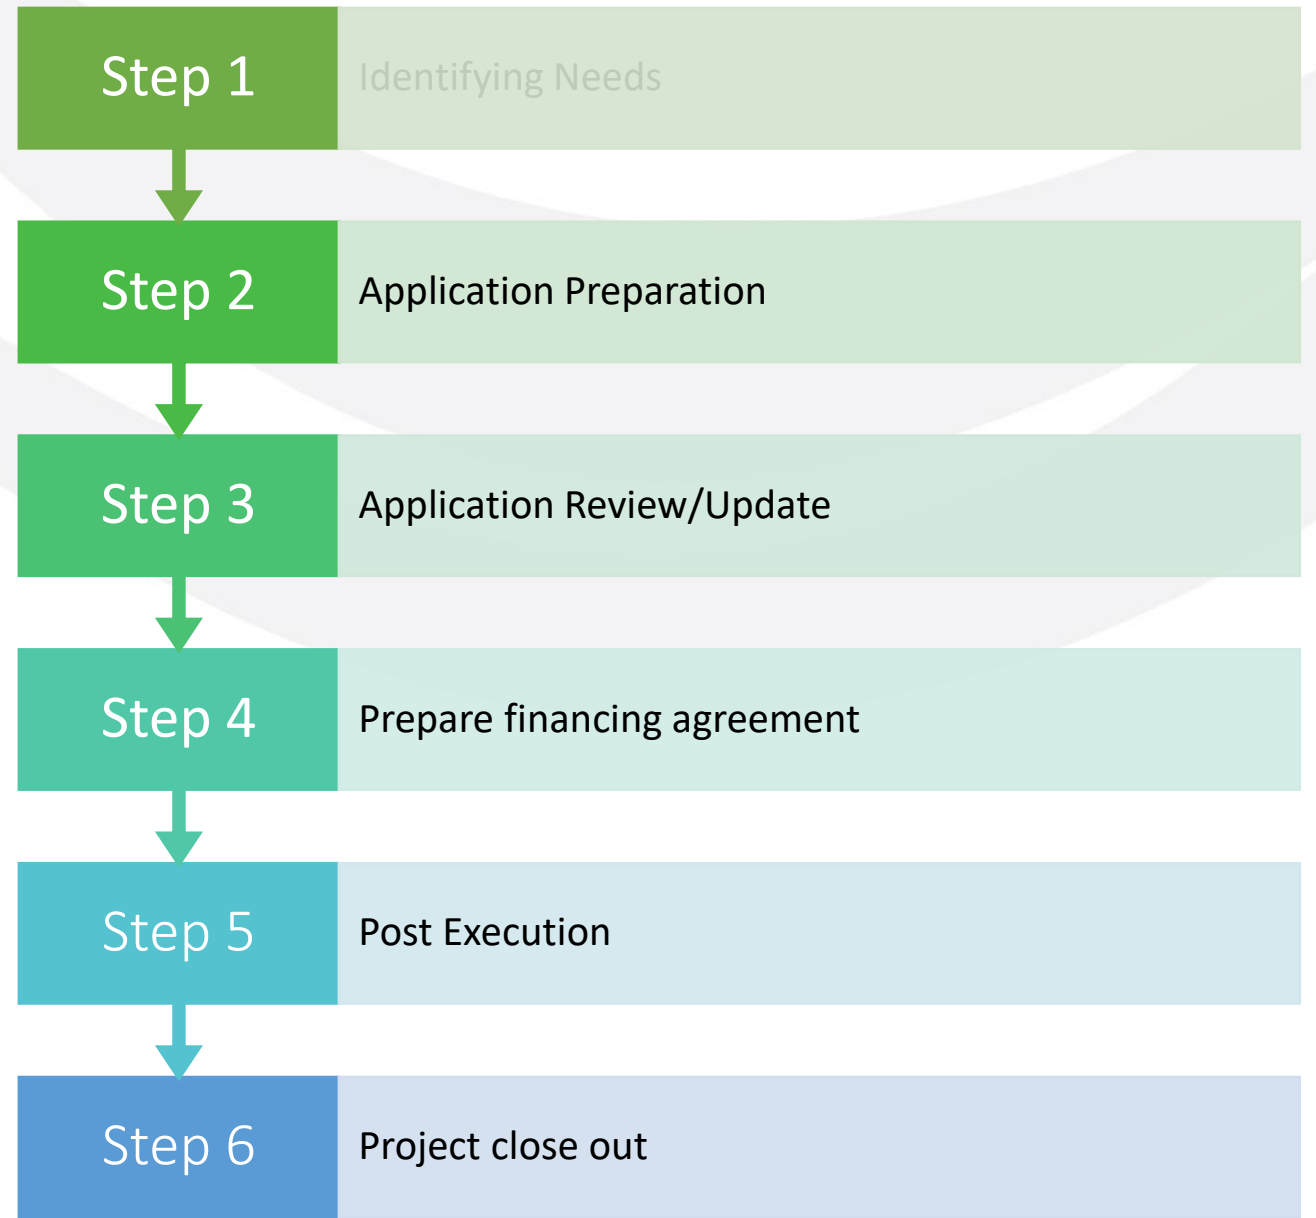 Step 1
Identifying Needs
Step 2
Application Preparation
Step 3
Application Review/Update
Step 4
Prepare financing agreement
Step 5
Post Execution
Step 6
Project close out